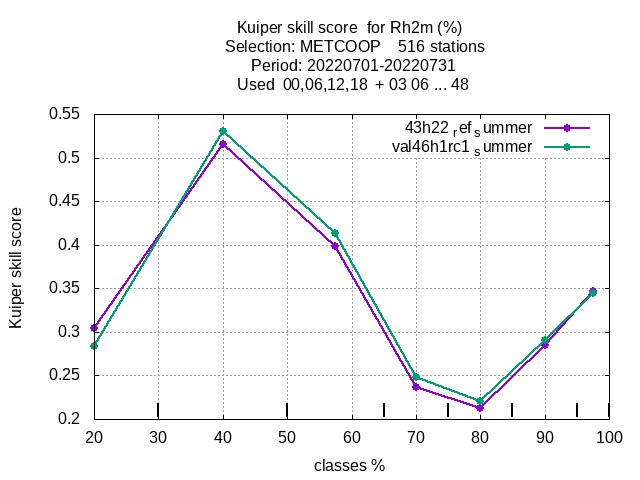 Kuiper skill score  for Rh2m (%)
Selection: METCOOP    516 stations
Period: 20220701-20220731
Used  00,06,12,18  + 03 06 ... 48
0.55
0.5
0.45
0.4
0.35
0.3
0.25
0.2
Kuiper skill score
43h22 ref summer
val46h1rc1 summer
20 30 40 50 60 70 80 90 100
classes %